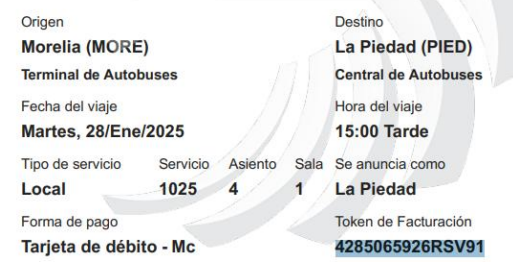 Origen Destino
Morelia (MORE) La Piedad (PIED)
Terminal de Autobuses Central de Autobuses
Fecha del viaje Hora del viaje
Martes, 28/Ene/2025 15:00 Tarde
Tipo de servicio Servicio Asiento Sala Se anuncia como
Local 1025 4 1 La Piedad
Forma de pago Token de Facturación
Tarjeta de débito - Mc 4285065926RSV91